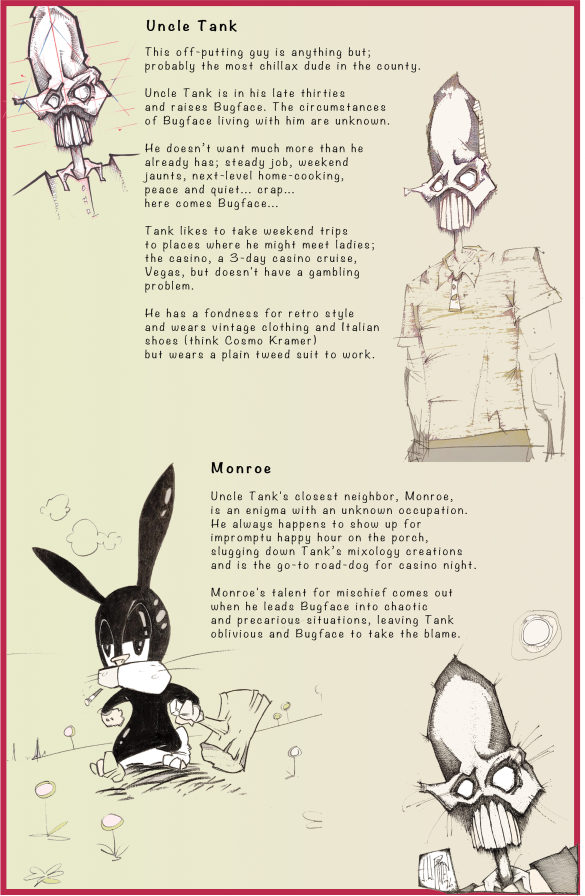 Uncle Tank
This off-putting guy is anything but;
probably the most chillax dude in the county.
Uncle Tank is in his late thirties
and raises Bugface. The circumstances
of Bugface living with him are unknown.
He doesn't want much more than he
already has; steady job, weekend
jaunts, next-level home-cooking,
peace and quiet... crap...
here comes Bugface...
Tank likes to take weekend trips
to places where he might meet ladies;
the casino, a 3-day casino cruise,
Vegas, but doesn't have a gambling
problem.
He has a fondness for retro style
and wears vintage clothing and Italian
shoes (think Cosmo Kramer)
but wears a plain tweed suit to work.
Monroe
Uncle Tank's closest neighbor, Monroe,
is an enigma with an unknown occupation.
He always happens to show up for
impromptu happy hour on the porch,
slugging down Tank's mixology creations
and is the go-to road-dog for casino night.
Monroe's talent for mischief comes out
when he leads Bugface into chaotic
and precarious situations, leaving Tank
oblivious and Bugface to take the blame.